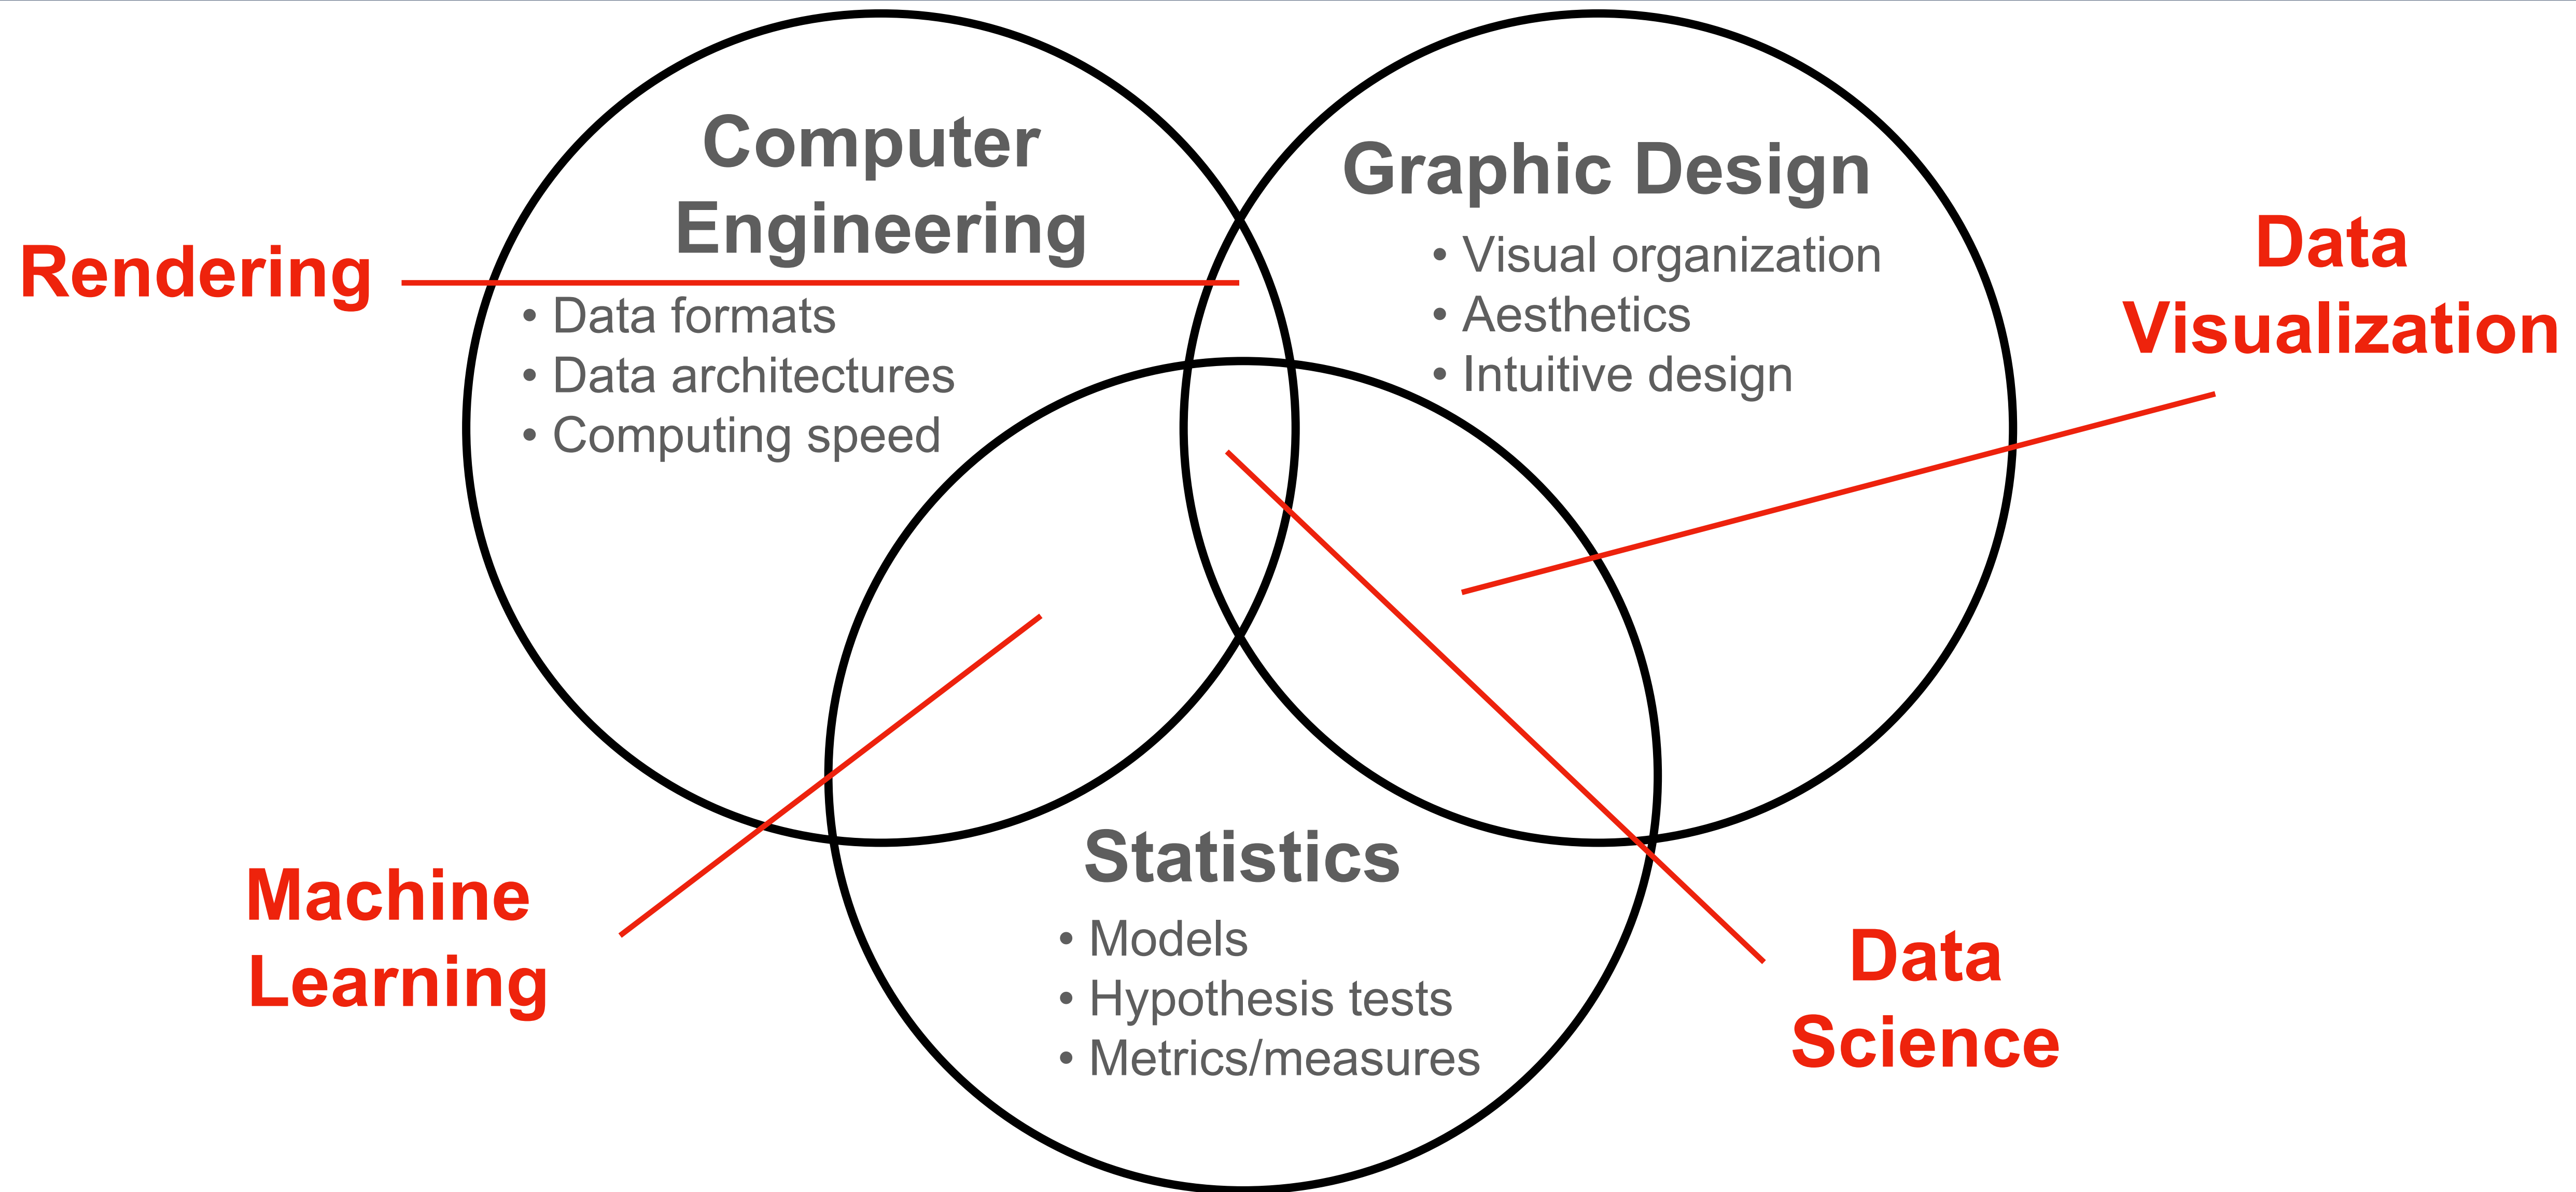 Computer
Engineering
• Data formats
• Data architectures
• Computing speed
Graphic Design
• Visual organization
• Aesthetics
• Intuitive design
Rendering
Data
Visualization
Statistics
• Models
• Hypothesis tests
• Metrics/measures
Machine
Learning
Data
Science